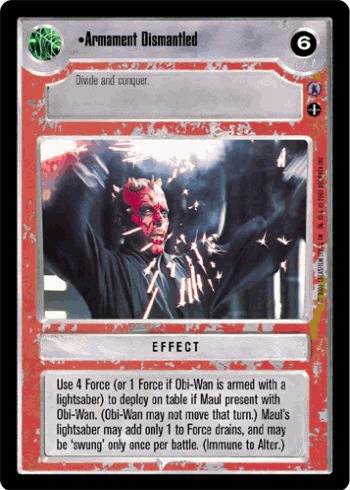 •Armament Dismantled
6
Divide and conquer.
EFFECT
Use 4 Force (or 1 Force if Obi-Wan is armed with a
lightsaber) to deploy on table if Maul present with
Obi-Wan. (Obi-Wan may not move that turn.) Maul's
lightsaber may add only 1 to Force drains, and may
be 'swung' only once per battle. (Immune to Alter.)